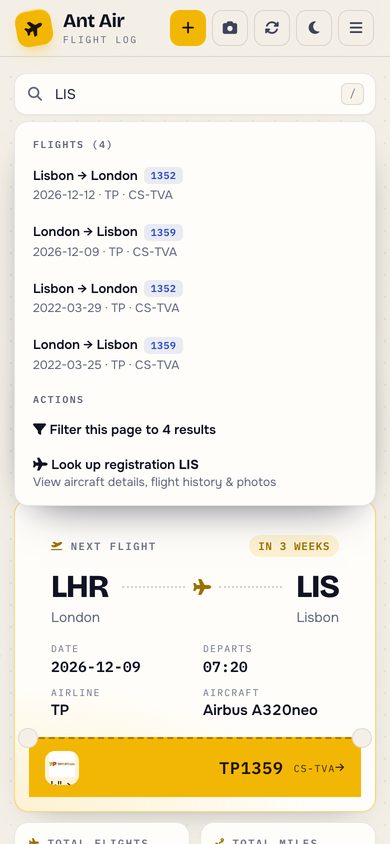 Ant Air
FLIGHT LOG
LIS /
FLIGHTS (4)
Lisbon → London 1352
2026-12-12 · TP · CS-TVA
London → Lisbon 1359
2026-12-09 · TP · CS-TVA
Lisbon → London 1352
2022-03-29 · TP · CS-TVA
London → Lisbon 1359
2022-03-25 · TP · CS-TVA
ACTIONS
Filter this page to 4 results
Look up registration LIS
View aircraft details, flight history & photos
NEXT FLIGHT IN 3 WEEKS
LHR LIS
London Lisbon
DATE DEPARTS
2026-12-09 07:20
AIRLINE AIRCRAFT
TP Airbus A320neo
TP1359 CS-TVA→
TOTAL FLIGHTS TOTAL MILES